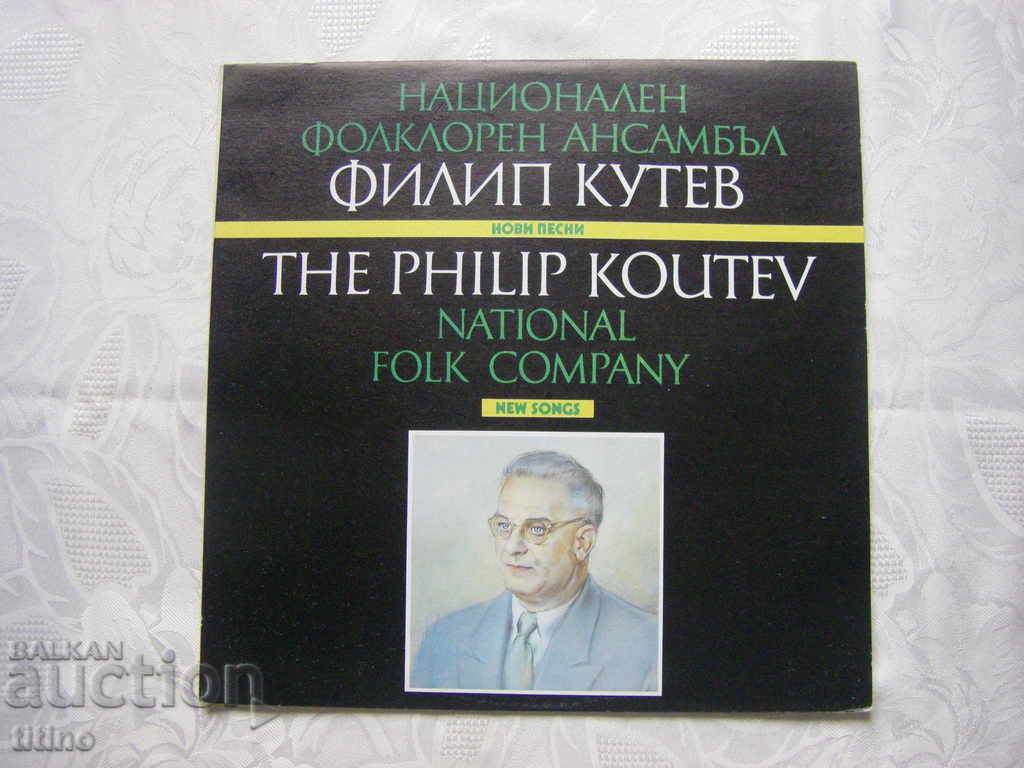 НАЦИОНАЛЕН
ФОЛКЛОРЕН АНСАМБЪЛ
ФИЛИП КУТЕВ
НОВИ ПЕСНИ
THE PHILIP KOUTEV
NATIONAL
FOLK COMPANY
NEW SONGS
BALKAN
auction
titino